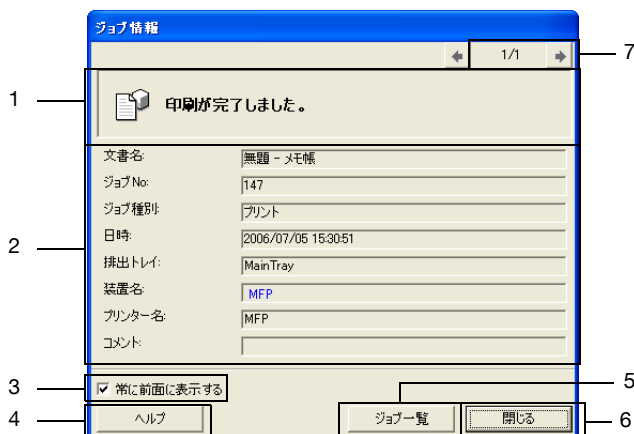 ジョブ情報
1/1
7
1
印刷が完了しました。
文書名: 無題 - メモ帳
ジョブNo: 147
ジョブ種別: プリント
2
日時: 2006/07/05 15:30:51
排出トレイ: MainTray
装置名: MFP
プリンター名: MFP
コメント:
3
常に前面に表示する
5
4
ヘルプ ジョブ一覧 閉じる
6